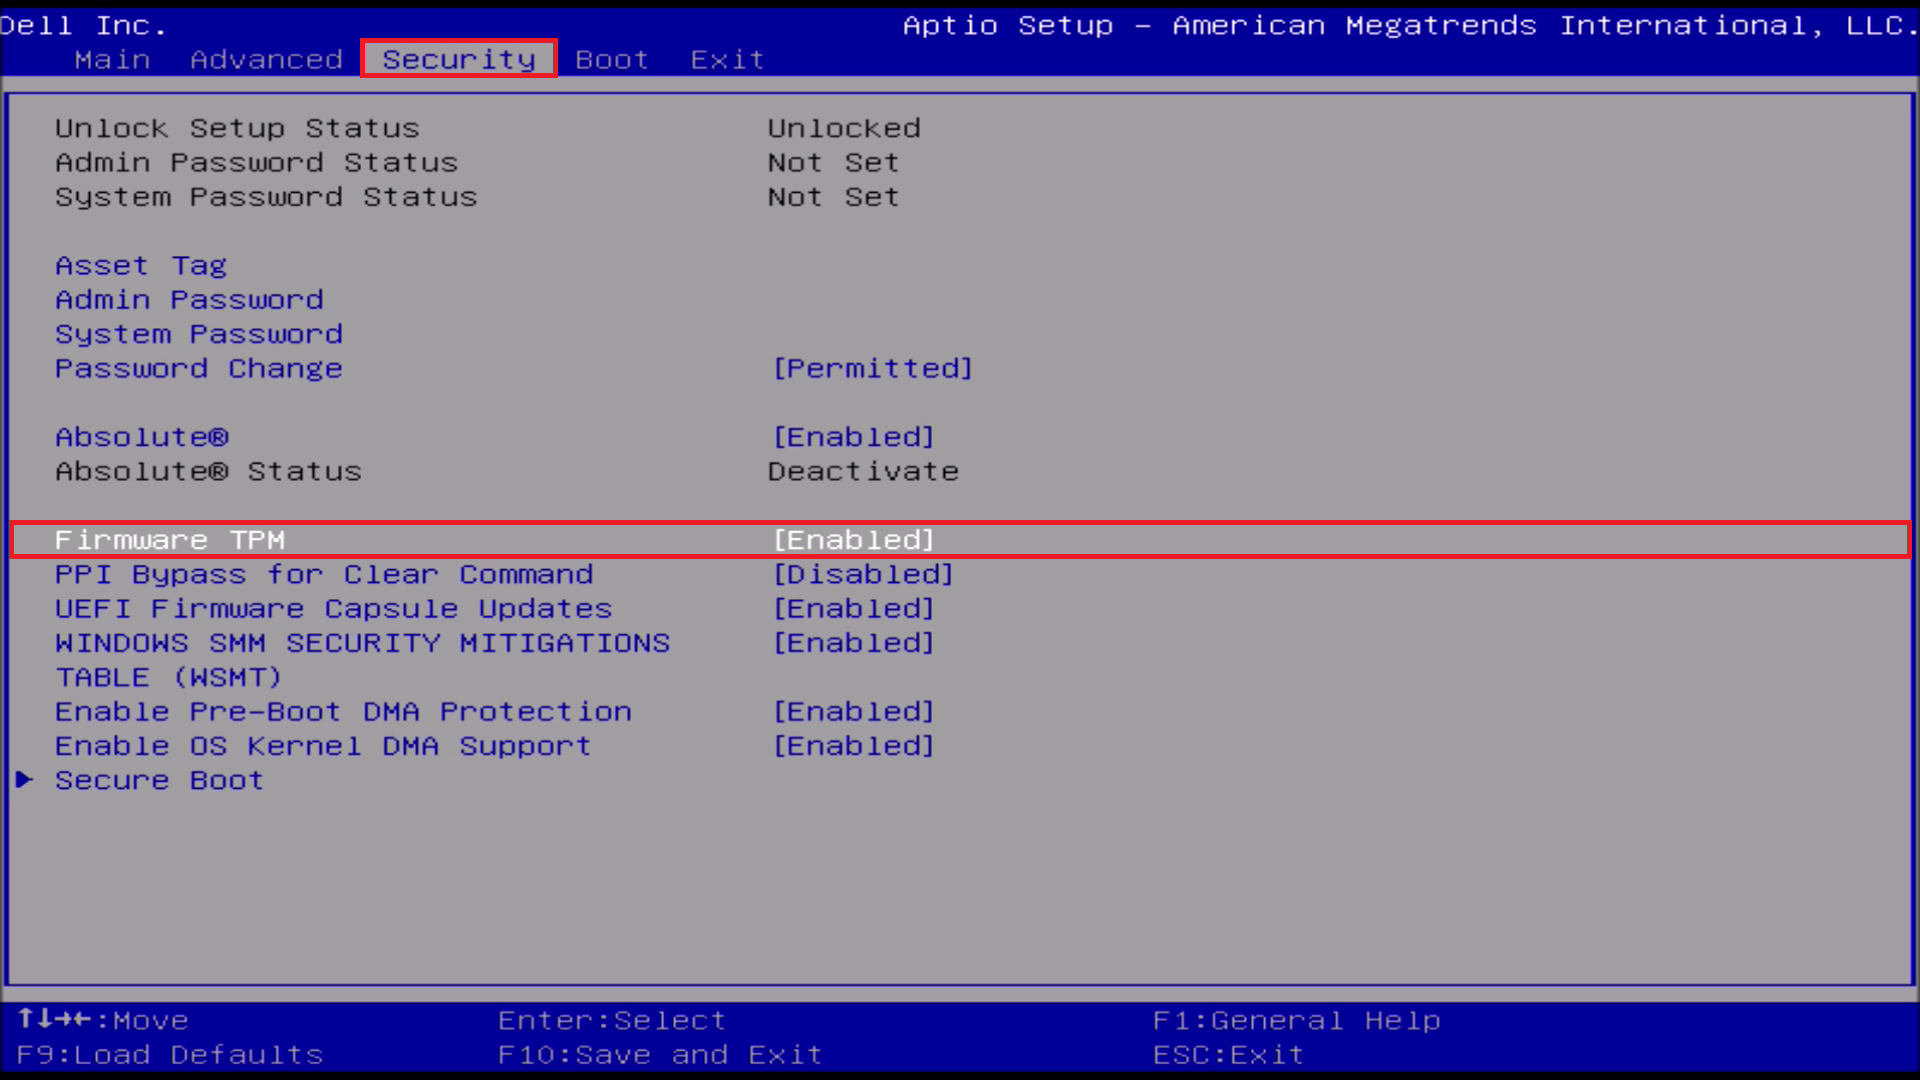 Dell Inc. Aptio Setup - American Megatrends International, LLC.
Main Advanced Security Boot Exit
Unlock Setup Status Unlocked
Admin Password Status Not Set
System Password Status Not Set
Asset Tag
Admin Password
System Password
Password Change [Permitted]
Absolute® [Enabled]
Absolute® Status Deactivate
Firmware TPM [Enabled]
PPI Bypass for Clear Command [Disabled]
UEFI Firmware Capsule Updates [Enabled]
WINDOWS SMM SECURITY MITIGATIONS [Enabled]
TABLE (WSMT)
Enable Pre-Boot DMA Protection [Enabled]
Enable OS Kernel DMA Support [Enabled]
► Secure Boot
↑↓→←:Move Enter:Select F1:General Help
F9:Load Defaults F10:Save and Exit ESC:Exit